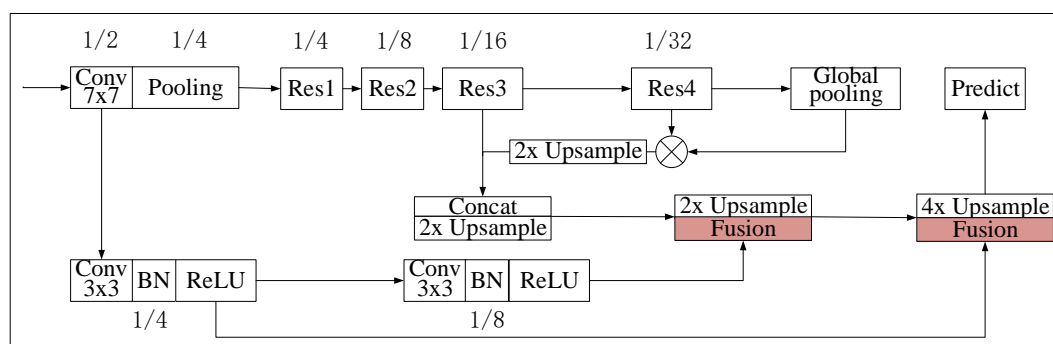 1/2 1/4 1/4 1/8 1/16 1/32
Conv
7x7
Pooling
Res1
Res2
Res3
Res4
Global
pooling
Predict
2x Upsample
Concat
2x Upsample
2x Upsample
Fusion
4x Upsample
Fusion
Conv
3x3
BN
ReLU
Conv
3x3
BN
ReLU
1/4
1/8